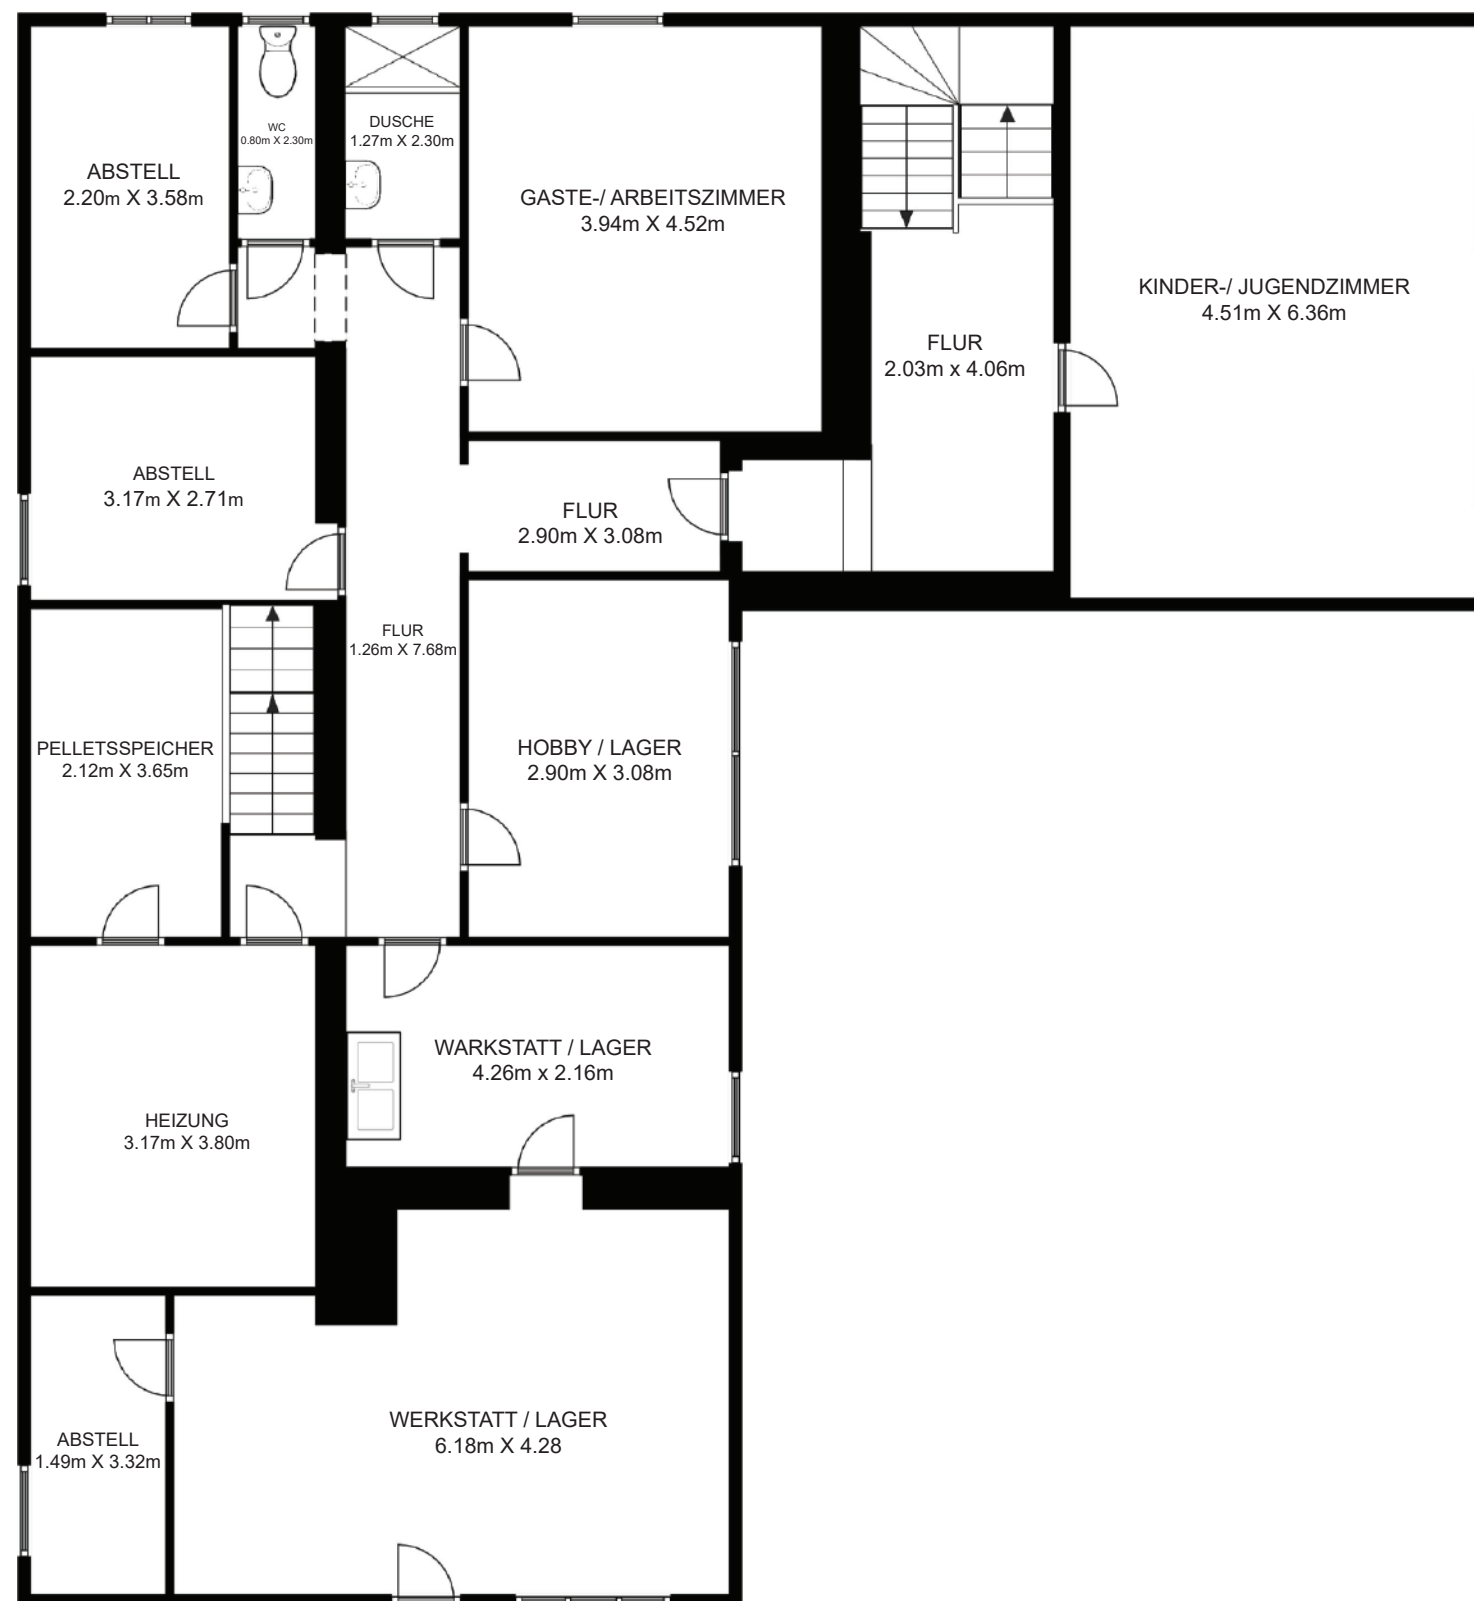 WC
0.80m X 2.30m
DUSCHE
1.27m X 2.30m
ABSTELL
2.20m X 3.58m
GASTE-/ ARBEITSZIMMER
3.94m X 4.52m
KINDER-/ JUGENDZIMMER
4.51m X 6.36m
FLUR
2.03m x 4.06m
ABSTELL
3.17m X 2.71m
FLUR
2.90m X 3.08m
FLUR
1.26m X 7.68m
PELLETSSPEICHER
2.12m X 3.65m
HOBBY / LAGER
2.90m X 3.08m
WARKSTATT / LAGER
4.26m x 2.16m
HEIZUNG
3.17m X 3.80m
WERKSTATT / LAGER
6.18m X 4.28
ABSTELL
1.49m X 3.32m